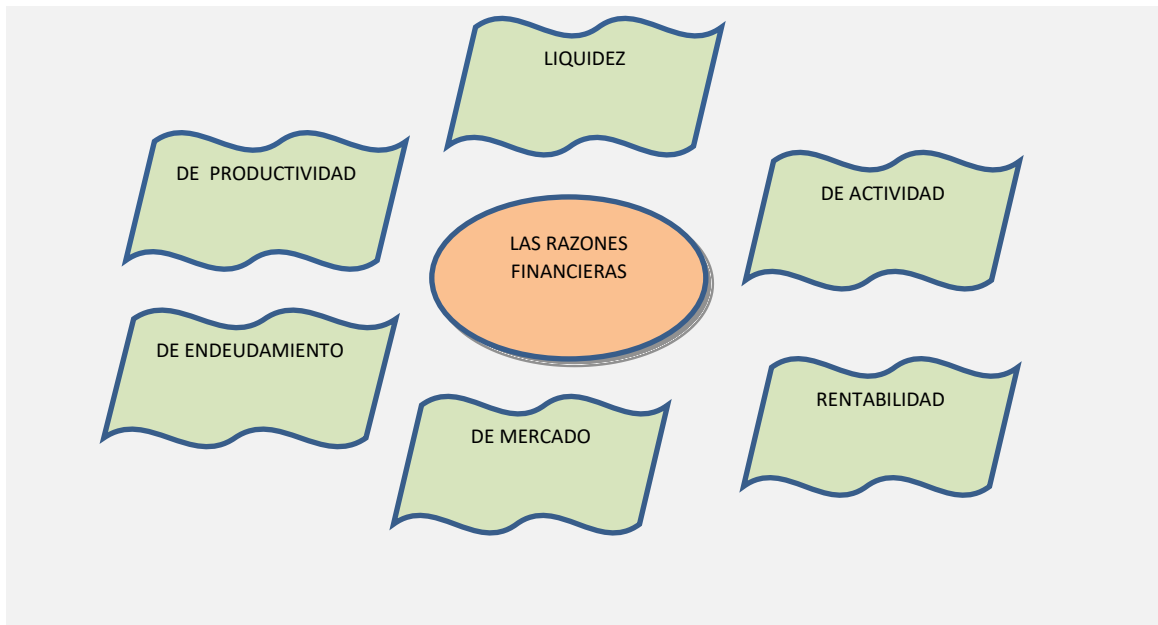 LIQUIDEZ
DE PRODUCTIVIDAD
DE ACTIVIDAD
LAS RAZONES
FINANCIERAS
DE ENDEUDAMIENTO
RENTABILIDAD
DE MERCADO